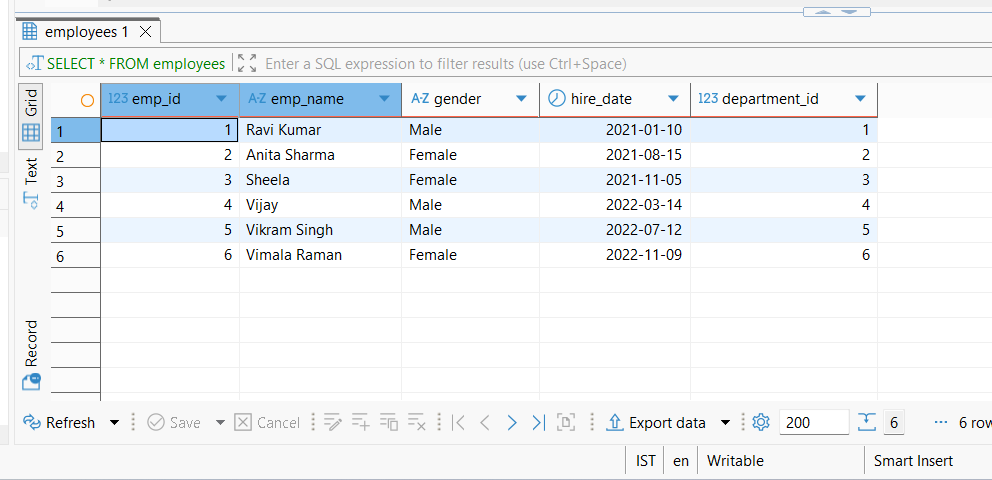 employees 1
SELECT * FROM employees Enter a SQL expression to filter results (use Ctrl+Space)
Grid
Text
Record
123 emp_id A-Z emp_name A-Z gender hire_date 123 department_id
1 1 Ravi Kumar Male 2021-01-10 1
2 2 Anita Sharma Female 2021-08-15 2
3 3 Sheela Female 2021-11-05 3
4 4 Vijay Male 2022-03-14 4
5 5 Vikram Singh Male 2022-07-12 5
6 6 Vimala Raman Female 2022-11-09 6
Refresh Save Cancel Export data 200 6 ... 6 row
IST en Writable Smart Insert